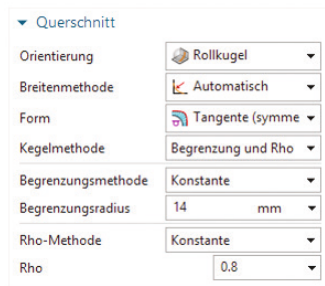 Querschnitt
Orientierung Rollkugel
Breitenmethode Automatisch
Form Tangente (symme
Kegelmethode Begrenzung und Rho
Begrenzungsmethode Konstante
Begrenzungsradius 14 mm
Rho-Methode Konstante
Rho 0.8